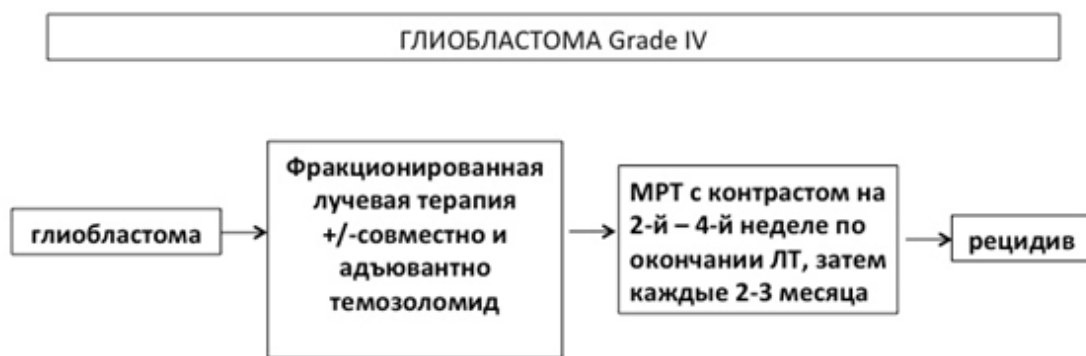 ГЛИОБЛАСТОМА Grade IV
глиобластома
Фракционированная
лучевая терапия
+/-совместно и
адъювантно
темозоломид
МРТ с контрастом на
2-й – 4-й неделе по
окончании ЛТ, затем
каждые 2-3 месяца
рецидив